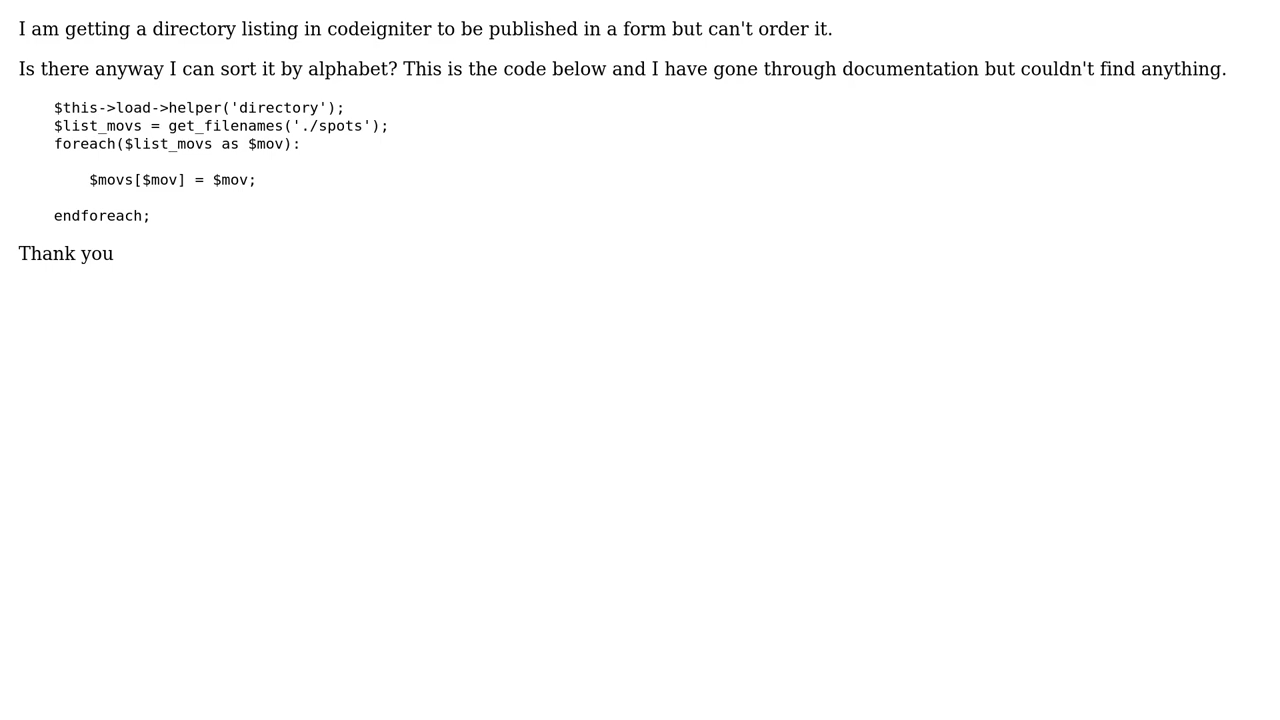 I am getting a directory listing in codeigniter to be published in a form but can't order it.
Is there anyway I can sort it by alphabet? This is the code below and I have gone through documentation but couldn't find anything.
$this->load->helper('directory');
$list_movs = get_filenames('./spots');
foreach($list_movs as $mov):
$movs[$mov] = $mov;
endforeach;
Thank you